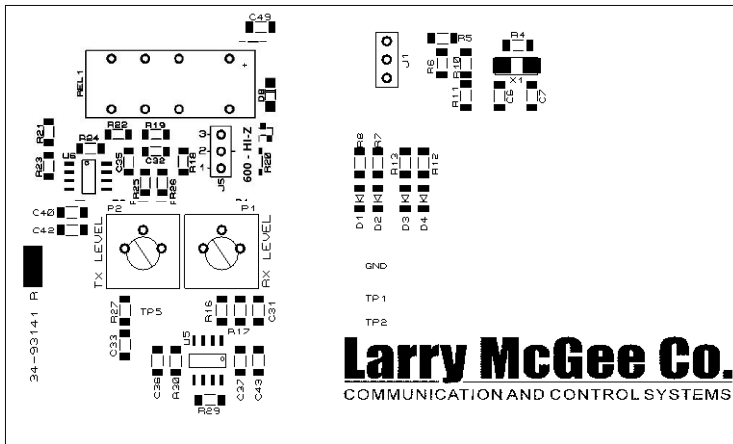 C49
REL1
+
D8
R21
R22
R19
R24
U6
R23
C35
C32
R18
3
2
1
J5
600 - HI-Z
R20
R25
R26
C40
C42
P2
P1
TX LEVEL
RX LEVEL
34-93141 R
R27
TP5
R16
R17
C31
C33
U5
C36
R30
C37
C43
R29
J1
R5
R6
R10
R11
R4
X1
C6
C7
R8
R7
R13
R12
D1
D2
D3
D4
GND
TP1
TP2
Larry McGee Co.
COMMUNICATION AND CONTROL SYSTEMS